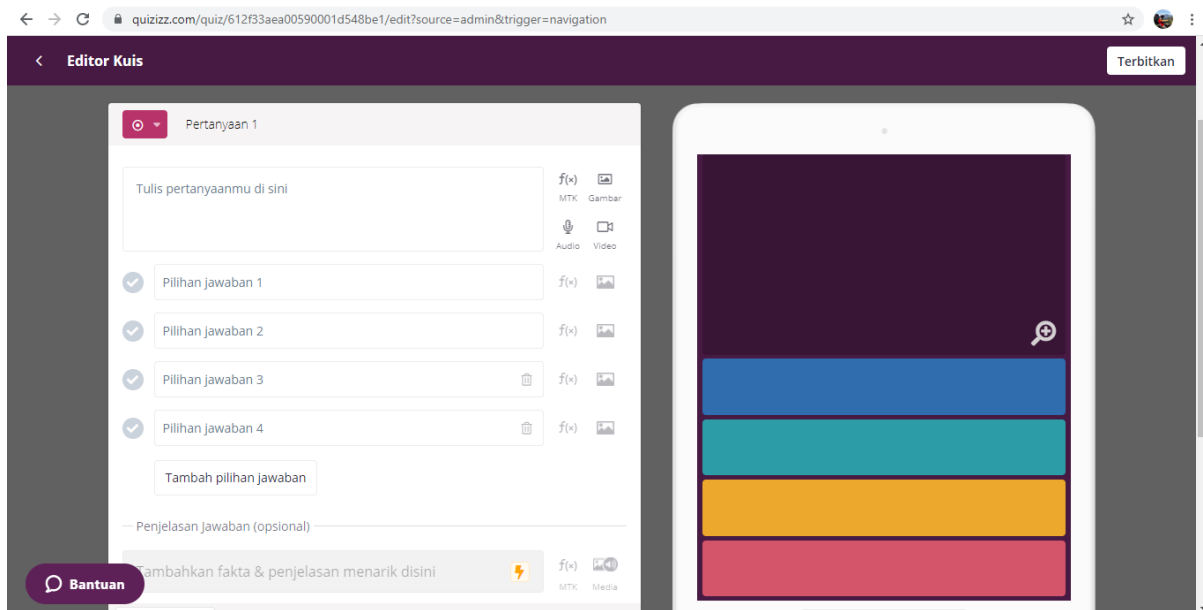 quizizz.com/quiz/612f33aea00590001d548be1/edit?source=admin&trigger=navigation
Editor Kuis
Terbitkan
Pertanyaan 1
Tulis pertanyaanmu di sini
f(x)
MTK Gambar
Audio Video
Pilihan jawaban 1
f(x)
Pilihan jawaban 2
f(x)
Pilihan jawaban 3
f(x)
Pilihan jawaban 4
f(x)
Tambah pilihan jawaban
Penjelasan Jawaban (opsional)
Tambahkan fakta & penjelasan menarik disini
f(x)
MTK Media
Bantuan